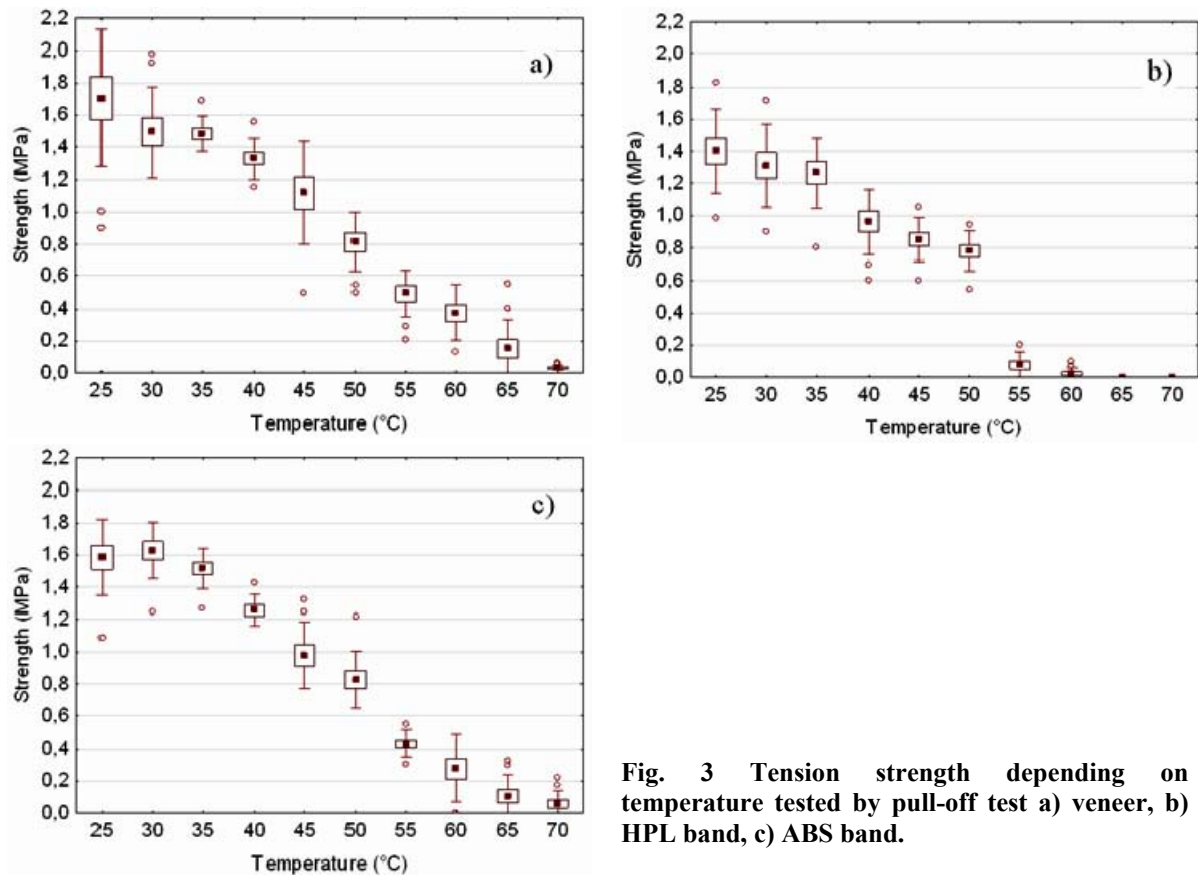 2,2
2,0
1,8
1,6
1,4
1,2
1,0
0,8
0,6
0,4
0,2
0,0
Strength (MPa)
a)
25 30 35 40 45 50 55 60 65 70
Temperature (°C)
2,2
2,0
1,8
1,6
1,4
1,2
1,0
0,8
0,6
0,4
0,2
0,0
Strength (MPa)
b)
25 30 35 40 45 50 55 60 65 70
Temperature (°C)
2,2
2,0
1,8
1,6
1,4
1,2
1,0
0,8
0,6
0,4
0,2
0,0
Strength (MPa)
c)
25 30 35 40 45 50 55 60 65 70
Temperature (°C)
Fig. 3 Tension strength depending on
temperature tested by pull-off test a) veneer, b)
HPL band, c) ABS band.